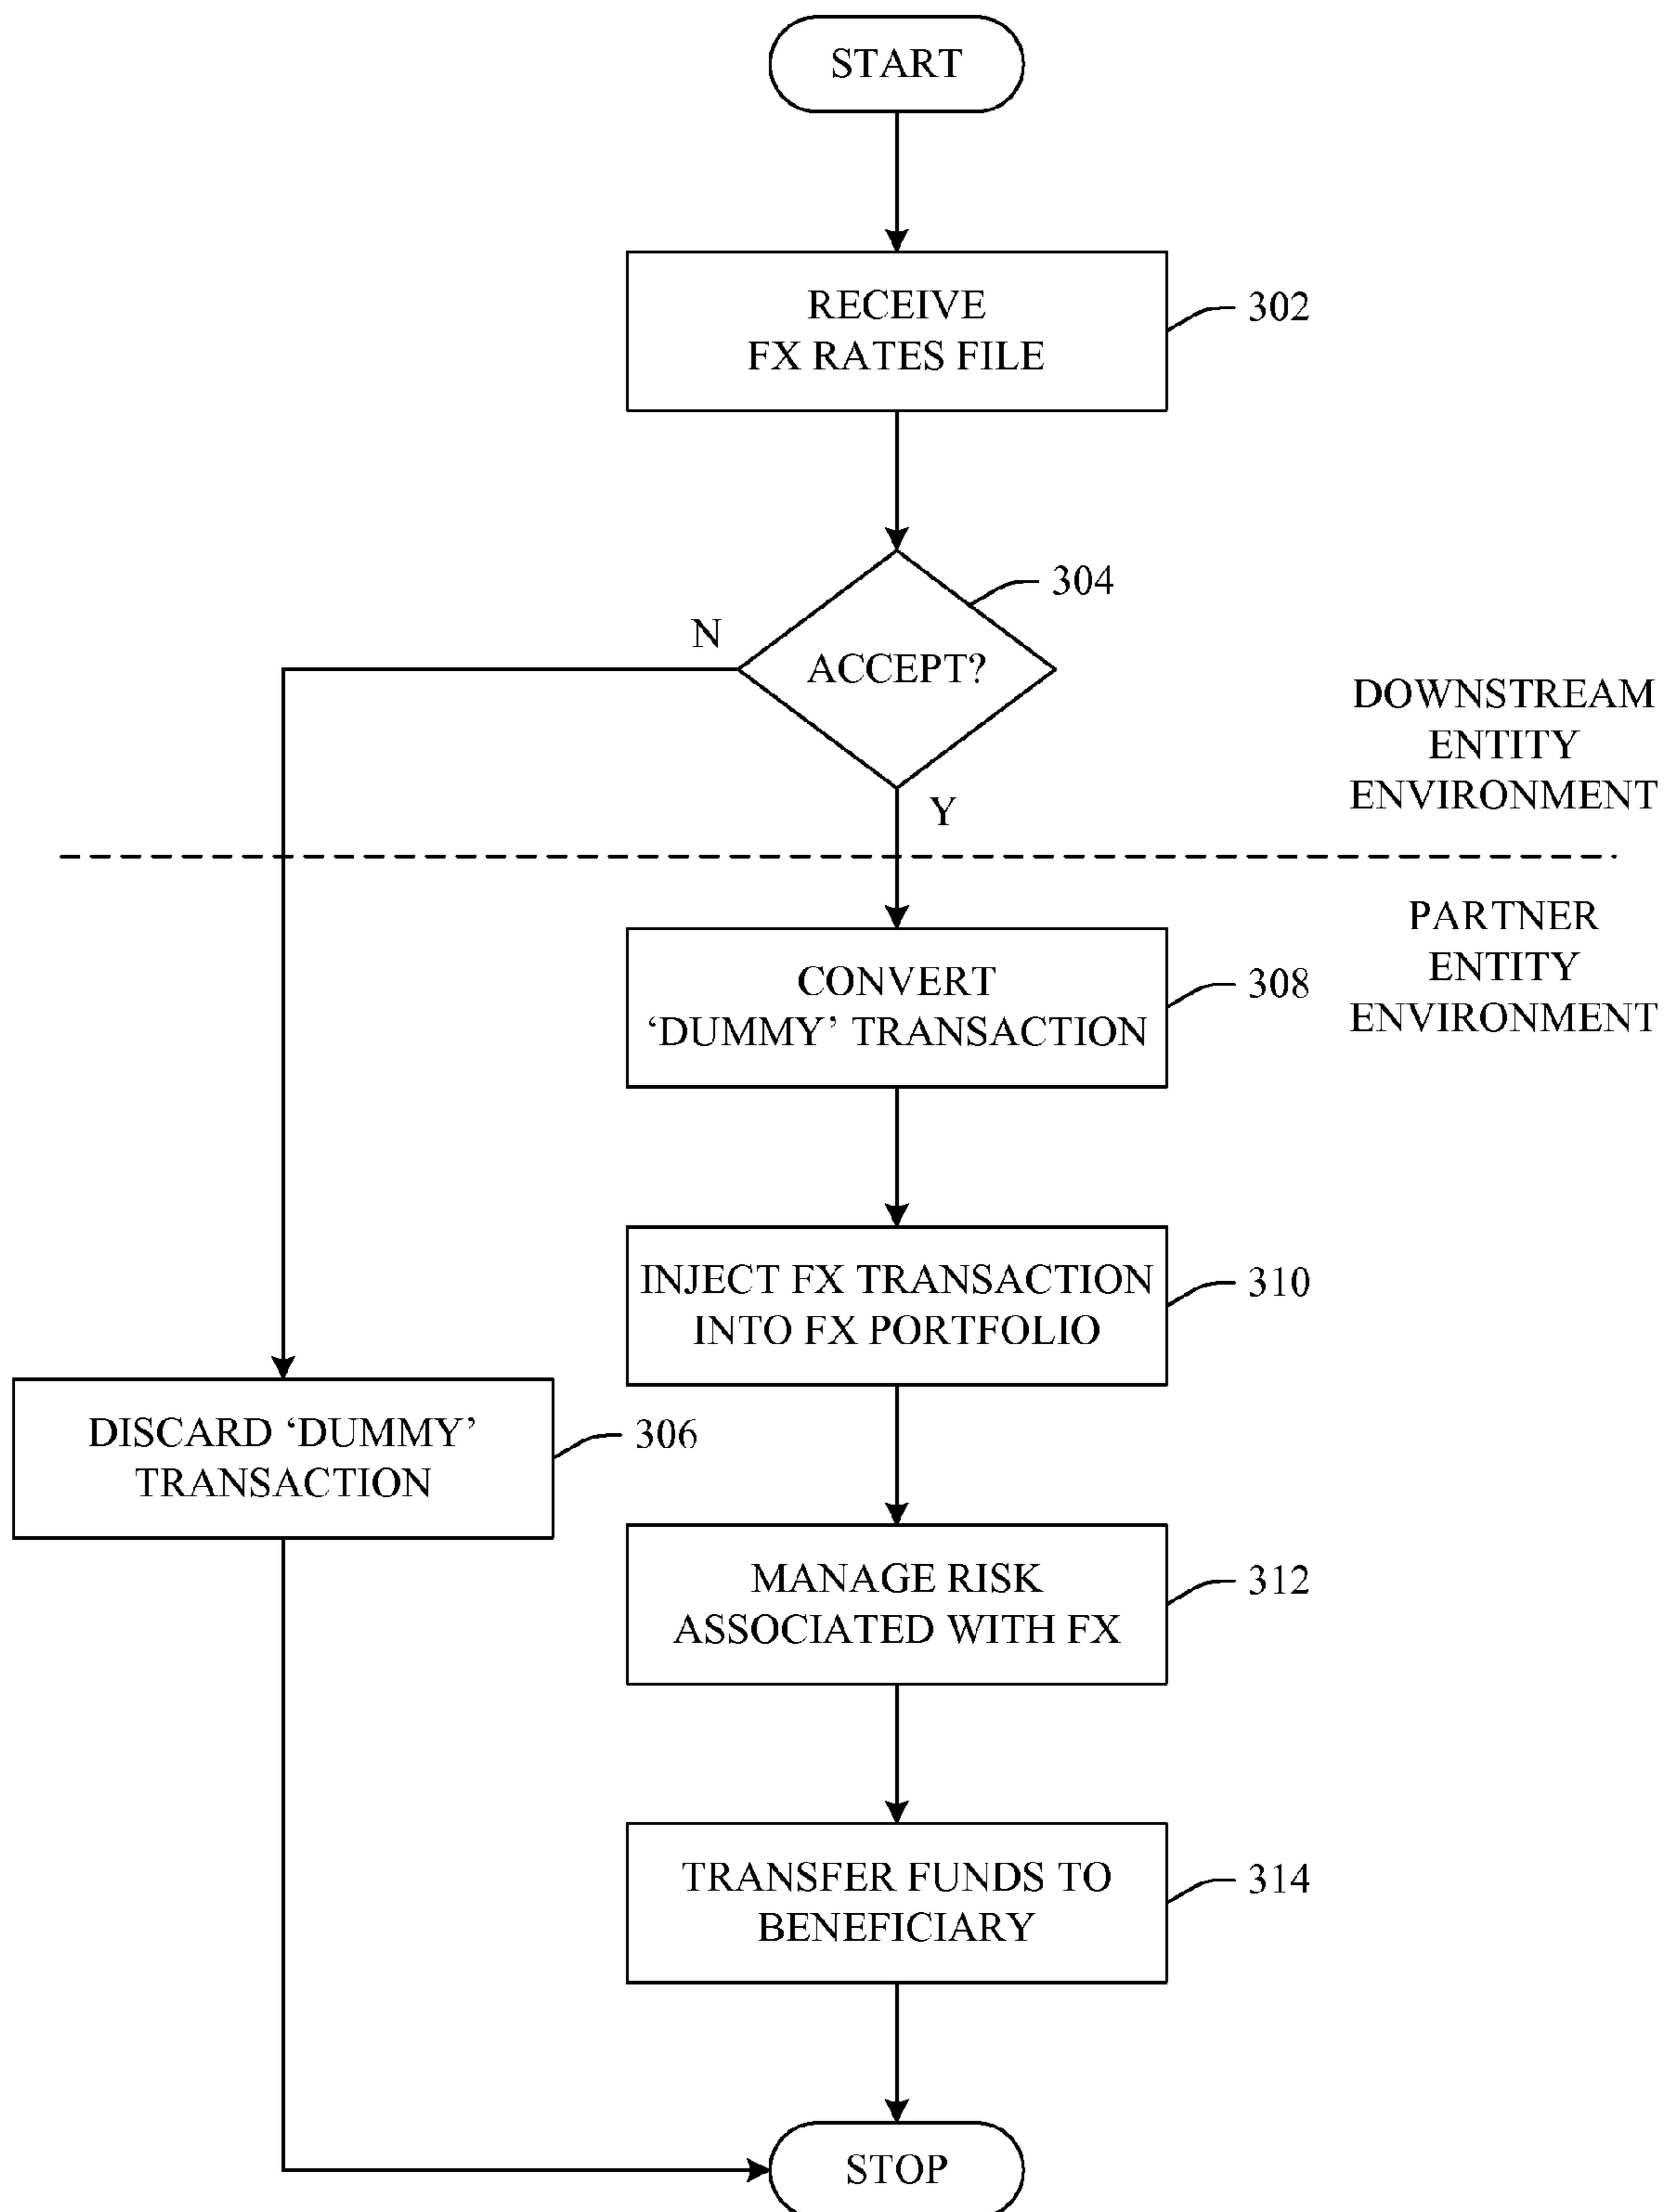 START
RECEIVE
FX RATES FILE
302
304
N
ACCEPT?
DOWNSTREAM
ENTITY
ENVIRONMENT
Y
PARTNER
ENTITY
ENVIRONMENT
CONVERT
‘DUMMY’ TRANSACTION
308
INJECT FX TRANSACTION
INTO FX PORTFOLIO
310
DISCARD ‘DUMMY’
TRANSACTION
306
MANAGE RISK
ASSOCIATED WITH FX
312
TRANSFER FUNDS TO
BENEFICIARY
314
STOP